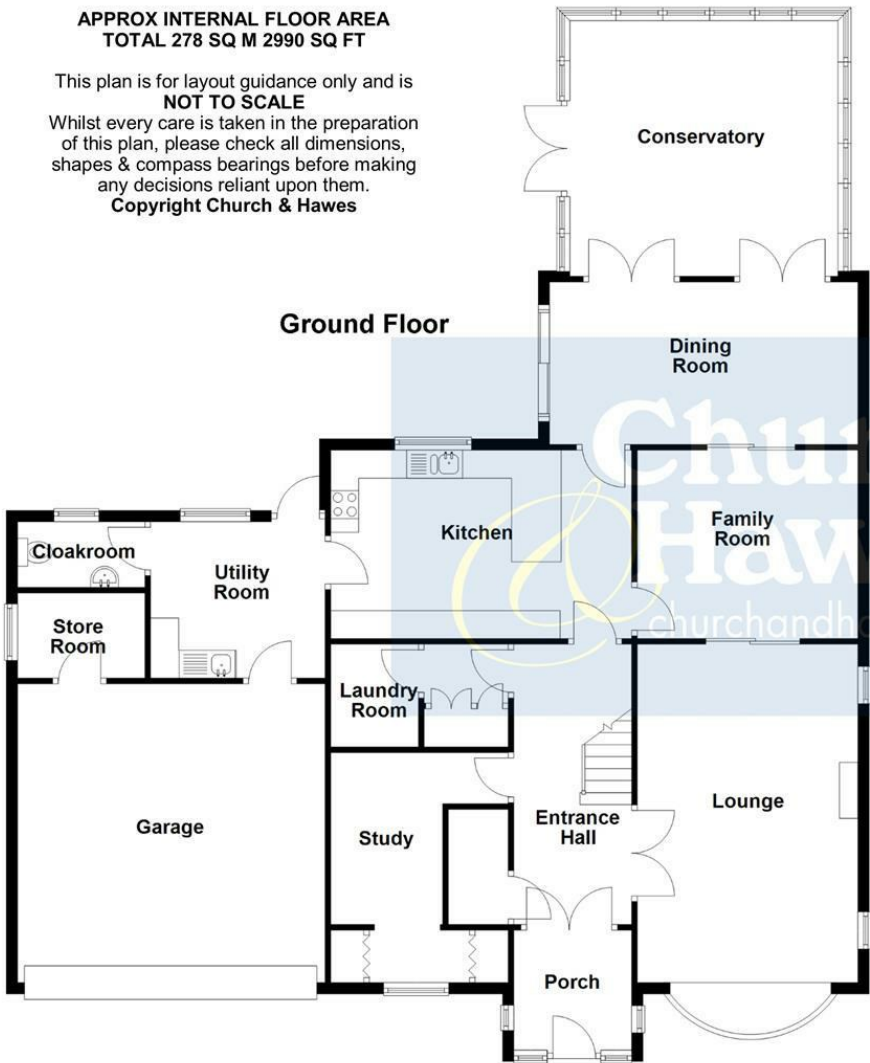 APPROX INTERNAL FLOOR AREA
TOTAL 278 SQ M 2990 SQ FT
This plan is for layout guidance only and is
NOT TO SCALE
Whilst every care is taken in the preparation
of this plan, please check all dimensions,
shapes & compass bearings before making
any decisions reliant upon them.
Copyright Church & Hawes
Conservatory
Ground Floor
Dining
Room
Chur
& Haw
churchandha
Kitchen
Family
Room
Cloakroom
Utility
Room
Store
Room
Laundry
Room
Garage
Study
Entrance
Hall
Lounge
Porch